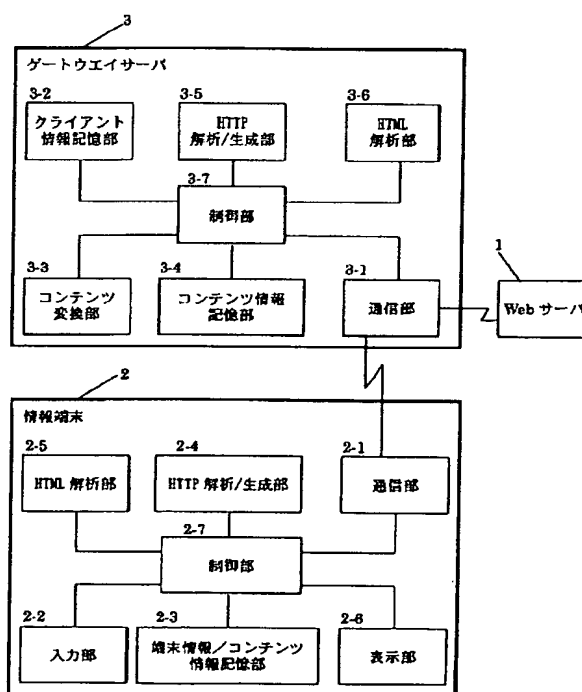 3
ゲートウエイサーバ
3-2
3-5
3-6
クライアント
情報記憶部
HTTP
解析/生成部
HTML
解析部
3-7
制御部
3-3
3-4
3-1
1
コンテンツ
変換部
コンテンツ情報
記憶部
通信部
Web サーバ
2
情報端末
2-5
2-4
2-1
HTML 解析部
HTTP 解析/生成部
通信部
2-7
制御部
2-2
2-3
2-6
入力部
端末情報／コンテンツ
情報記憶部
表示部